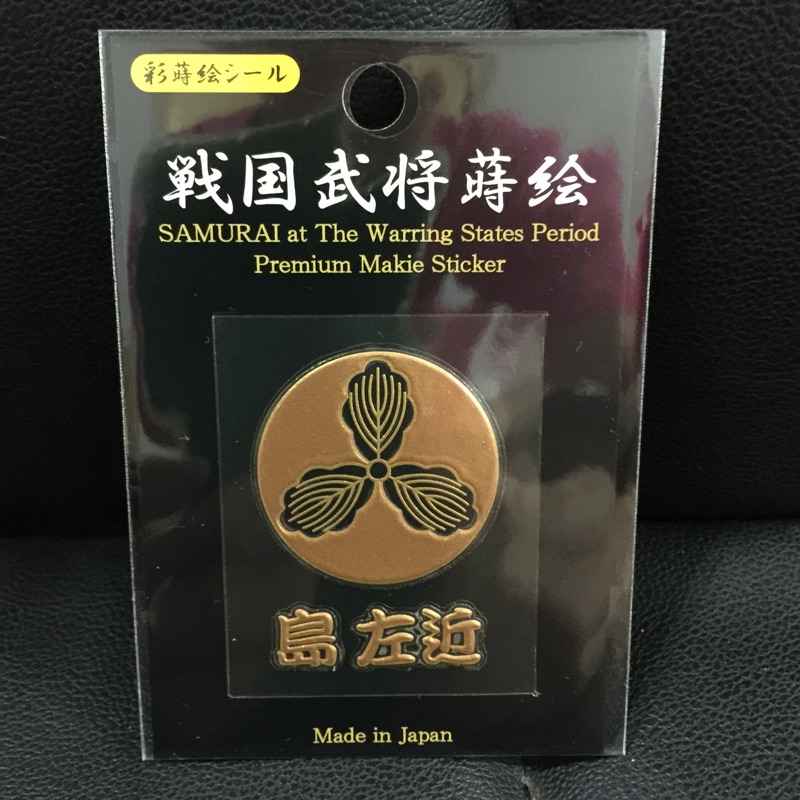 彩蒔絵シール
戦国武将蒔絵
SAMURAI at The Warring States Period
Premium Makie Sticker
島左近
Made in Japan